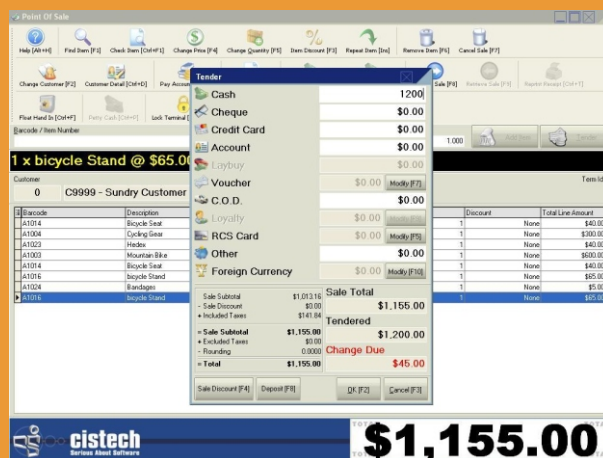 Point Of Sale
Help [Alt+H] Find Item [F1] Check Item [Ctrl+F1] Change Price [F4] Change Quantity [F5] Item Discount [F3] Repeat Item [Ins] Remove Item [F6] Cancel Sale [F7]
Change Customer [F2] Customer Detail [Ctrl+D] Pay Account Sale [F8] Retrieve Sale [F9] Reprint Receipt [Ctrl+T]
Float Hand In [Ctrl+F] Petty Cash [Ctrl+P] Lock Terminal
Barcode / Item Number
1.000 Add Item Tender
1 x bicycle Stand @ $65.00
Customer
0 C9999 - Sundry Customer
Barcode Description Discount Total Line Amount
A1014 Bicycle Seat 1 None $40.00
A1004 Cycling Gear 1 None $300.00
A1023 Hedex 1 None $40.00
A1003 Mountain Bike 1 None $600.00
A1014 Bicycle Seat 1 None $40.00
A1016 bicycle Stand 1 None $65.00
A1024 Bandages 1 None $5.00
A1016 bicycle Stand 1 None $65.00
Tender
Cash 1200
Cheque $0.00
Credit Card $0.00
Account $0.00
Laybuy $0.00
Voucher $0.00 Modify [F7]
C.O.D. $0.00
Loyalty $0.00
RCS Card $0.00 Modify [F5]
Other $0.00
Foreign Currency $0.00 Modify [F10]
Sale Subtotal $1,013.16
- Sale Discount $0.00
+ Included Taxes $141.84
= Sale Subtotal $1,155.00
+ Excluded Taxes $0.00
- Rounding 0.0000
= Total $1,155.00
Sale Total
$1,155.00
Tendered
$1,200.00
Change Due
$45.00
Sale Discount [F4] Deposit [F8] OK [F2] Cancel [F3]
cistech
Serious About Software
$1,155.00